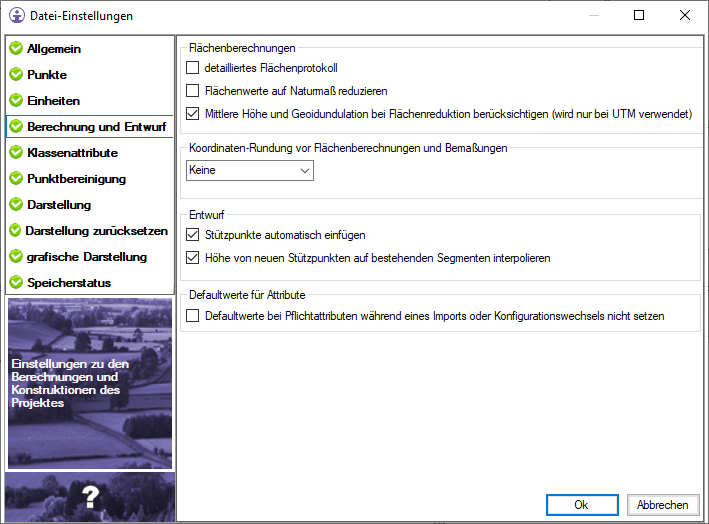 Datei-Einstellungen
Allgemein
Punkte
Einheiten
Berechnung und Entwurf
Klassenattribute
Punktbereinigung
Darstellung
Darstellung zurücksetzen
grafische Darstellung
Speicherstatus
Einstellungen zu den
Berechnungen und
Konstruktionen des
Projektes
?
Flächenberechnungen
detailliertes Flächenprotokoll
Flächenwerte auf Naturmaß reduzieren
Mittlere Höhe und Geoidundulation bei Flächenreduktion berücksichtigen (wird nur bei UTM verwendet)
Koordinaten-Rundung vor Flächenberechnungen und Bemaßungen
Keine
Entwurf
Stützpunkte automatisch einfügen
Höhe von neuen Stützpunkten auf bestehenden Segmenten interpolieren
Defaultwerte für Attribute
Defaultwerte bei Pflichtattributen während eines Imports oder Konfigurationswechsels nicht setzen
Ok
Abbrechen